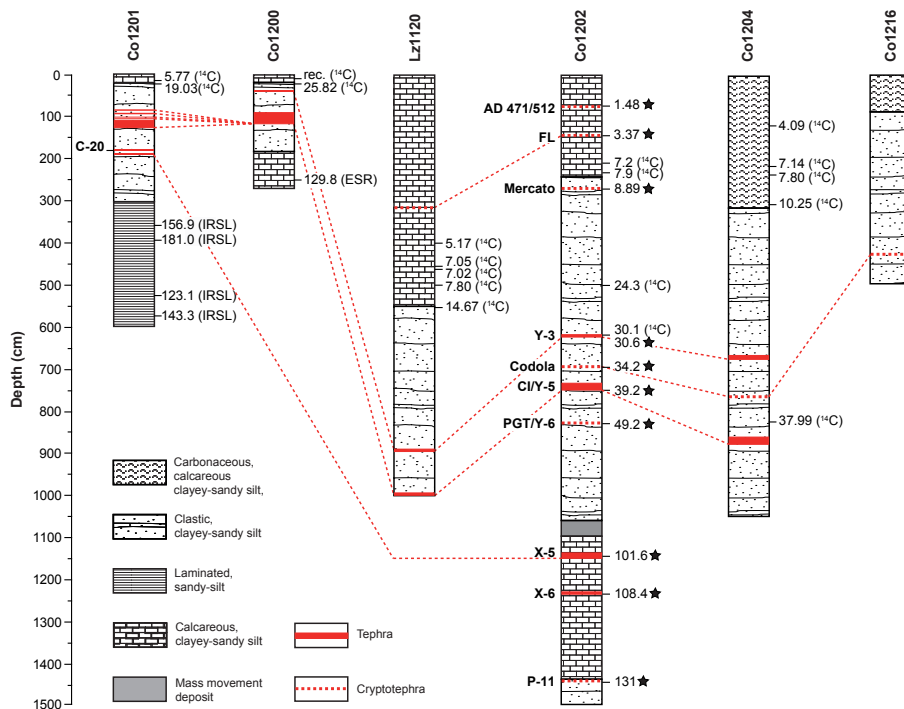 Co1201
Co1200
Lz1120
Co1202
Co1204
Co1216
Depth (cm)
0
100
200
300
400
500
600
700
800
900
1000
1100
1200
1300
1400
1500
5.77 (14C)
19.03(14C)
C-20
156.9 (IRSL)
181.0 (IRSL)
123.1 (IRSL)
143.3 (IRSL)
rec. (14C)
25.82 (14C)
129.8 (ESR)
5.17 (14C)
7.05 (14C)
7.02 (14C)
7.80 (14C)
14.67 (14C)
AD 471/512
FL
Mercato
Y-3
Codola
CI/Y-5
PGT/Y-6
X-5
X-6
P-11
1.48 ★
3.37 ★
7.2 (14C)
7.9 (14C)
8.89 ★
24.3 (14C)
30.1 (14C)
30.6 ★
34.2 ★
39.2 ★
49.2 ★
101.6 ★
108.4 ★
131 ★
4.09 (14C)
7.14 (14C)
7.80 (14C)
10.25 (14C)
37.99 (14C)
Carbonaceous,
calcareous
clayey-sandy silt,
Clastic,
clayey-sandy silt
Laminated,
sandy-silt
Calcareous,
clayey-sandy silt
Mass movement
deposit
Tephra
Cryptotephra